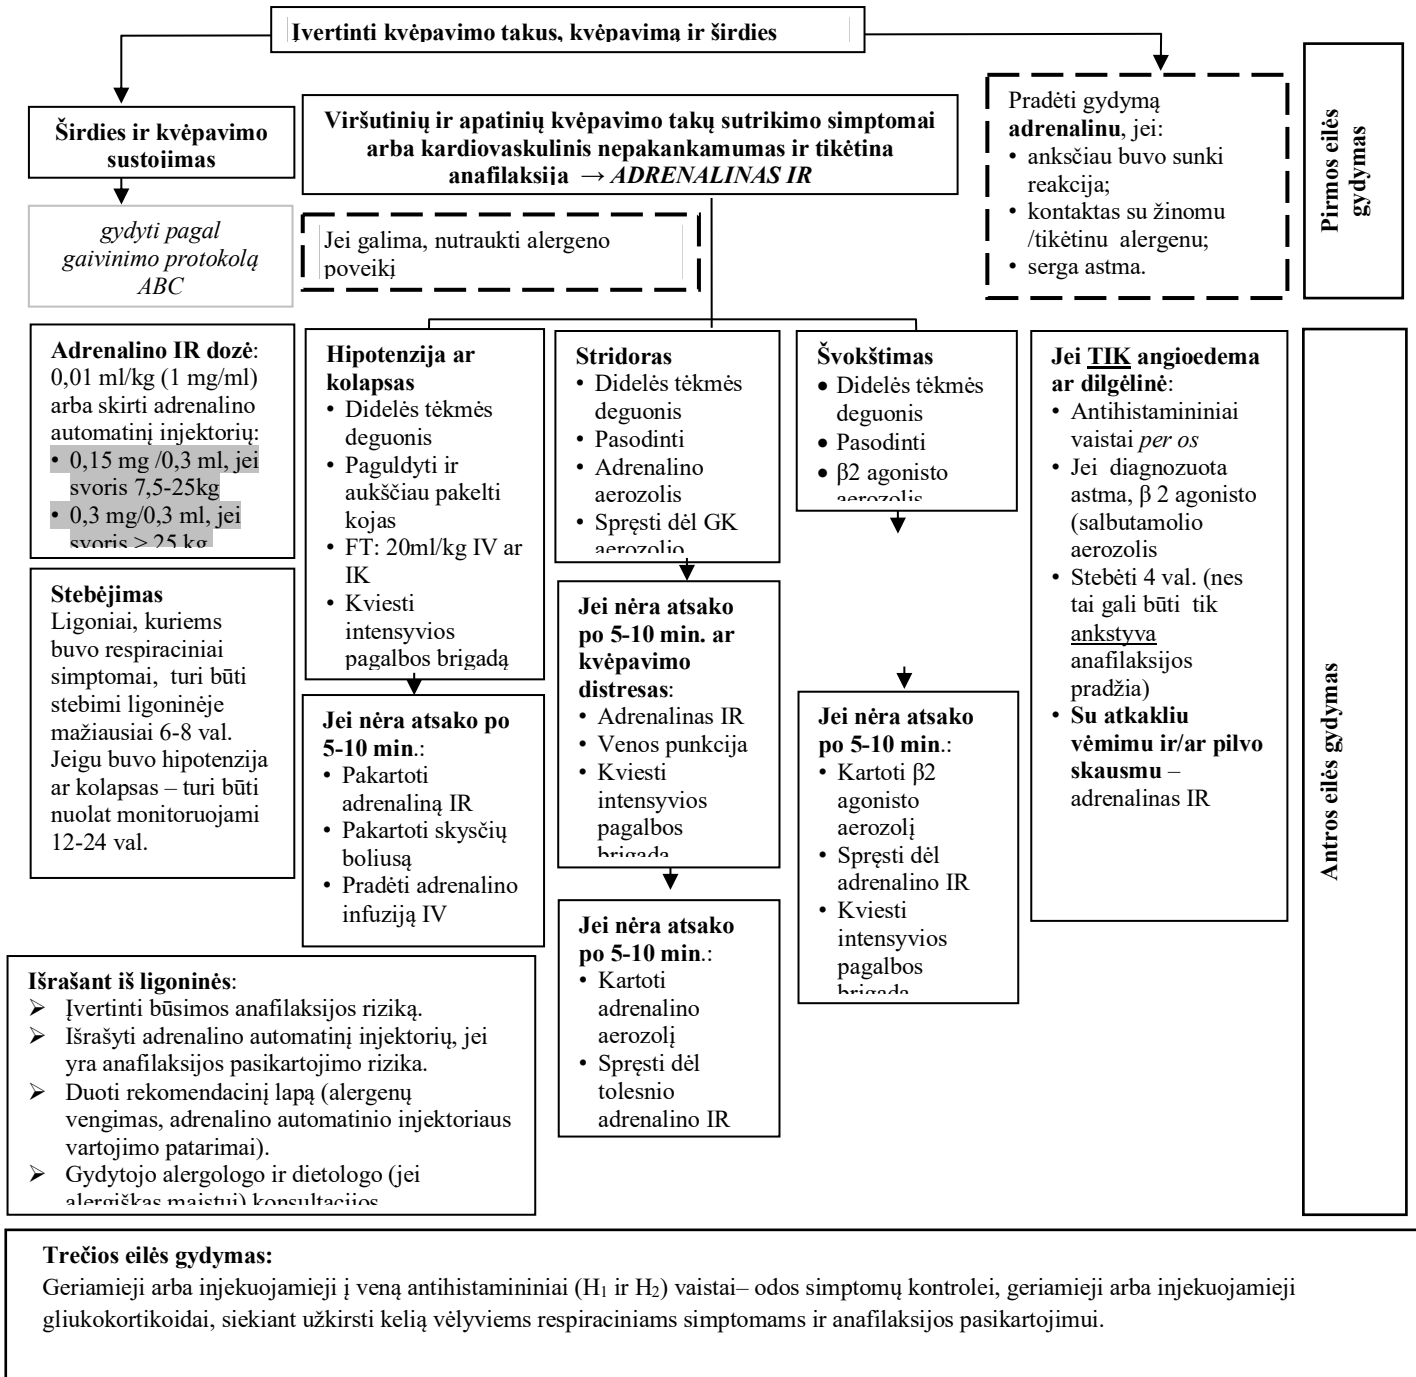 Įvertinti kvėpavimo takus, kvėpavimą ir širdies
Širdies ir kvėpavimo
sustojimas
gydyti pagal
gaivinimo protokolą
ABC
Viršutinių ir apatinių kvėpavimo takų sutrikimo simptomai
arba kardiovaskulinis nepakankamumas ir tikėtina
anafilaksija → ADRENALINAS IR
Jei galima, nutraukti alergeno
poveikį
Pradėti gydymą
adrenalinu, jei:
• anksčiau buvo sunki
reakcija;
• kontaktas su žinomu
/tikėtinu alergenu;
• serga astma.
Pirmos eilės
gydymas
Adrenalino IR dozė:
0,01 ml/kg (1 mg/ml)
arba skirti adrenalino
automatinį injektorių:
• 0,15 mg /0,3 ml, jei
svoris 7,5-25kg
• 0,3 mg/0,3 ml, jei
svoris > 25 kg
Stebėjimas
Ligoniai, kuriems
buvo respiraciniai
simptomai, turi būti
stebimi ligoninėje
mažiausiai 6-8 val.
Jeigu buvo hipotenzija
ar kolapsas – turi būti
nuolat monitoruojami
12-24 val.
Hipotenzija ar
kolapsas
• Didelės tėkmės
deguonis
• Paguldyti ir
aukščiau pakelti
kojas
• FT: 20ml/kg IV ar
IK
• Kviesti
intensyvios
pagalbos brigadą
Jei nėra atsako po
5-10 min.:
• Pakartoti
adrenaliną IR
• Pakartoti skysčių
boliusą
• Pradėti adrenalino
infuziją IV
Stridoras
• Didelės tėkmės
deguonis
• Pasodinti
• Adrenalino
aerozolis
• Spręsti dėl GK
aerozolio
Jei nėra atsako
po 5-10 min. ar
kvėpavimo
distresas:
• Adrenalinas IR
• Venos punkcija
• Kviesti
intensyvios
pagalbos
brigadą
Jei nėra atsako
po 5-10 min.:
• Kartoti
adrenalino
aerozolį
• Spręsti dėl
tolesnio
adrenalino IR
Švokštimas
• Didelės tėkmės
deguonis
• Pasodinti
• β2 agonisto
aerozolis
Jei nėra atsako
po 5-10 min.:
• Kartoti β2
agonisto
aerozolį
• Spręsti dėl
adrenalino IR
• Kviesti
intensyvios
pagalbos
brigadą
Jei TIK angioedema
ar dilgėlinė:
• Antihistamininiai
vaistai per os
• Jei diagnozuota
astma, β 2 agonisto
(salbutamolio
aerozolis
• Stebėti 4 val. (nes
tai gali būti tik
ankstyva
anafilaksijos
pradžia)
• Su atkakliu
vėmimu ir/ar pilvo
skausmu –
adrenalinas IR
Antros eilės gydymas
Išrašant iš ligoninės:
➢ Įvertinti būsimos anafilaksijos riziką.
➢ Išrašyti adrenalino automatinį injektorių, jei
yra anafilaksijos pasikartojimo rizika.
➢ Duoti rekomendacinį lapą (alergenų
vengimas, adrenalino automatinio injektoriaus
vartojimo patarimai).
➢ Gydytojo alergologo ir dietologo (jei
alergiškas maistui) konsultacijos
Trečios eilės gydymas:
Geriamieji arba injekuojamieji į veną antihistamininiai (H₁ ir H₂) vaistai– odos simptomų kontrolei, geriamieji arba injekuojamieji
gliukokortikoidai, siekiant užkirsti kelią vėlyviems respiraciniams simptomams ir anafilaksijos pasikartojimui.